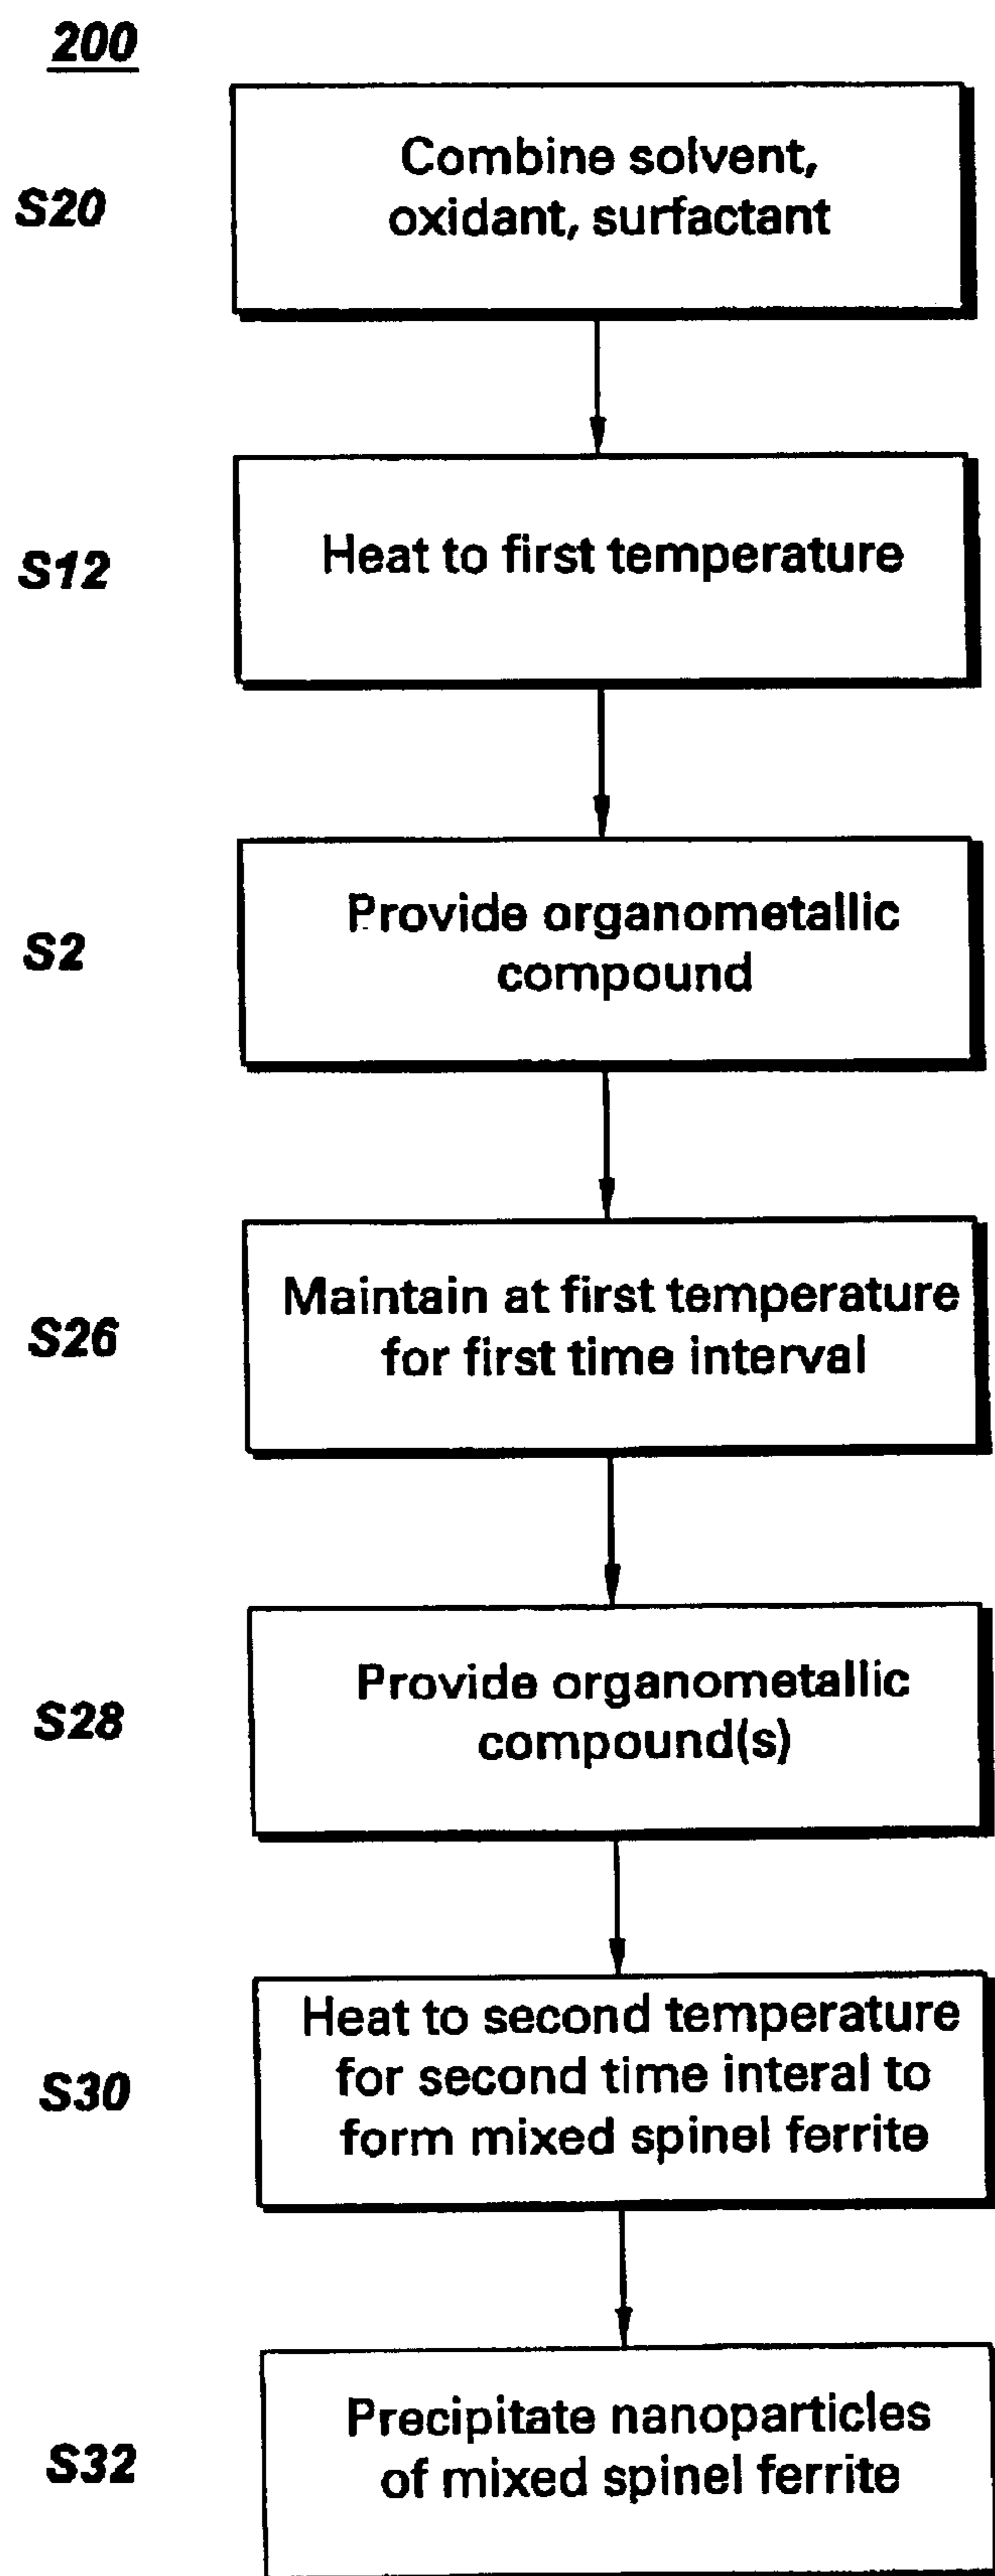 200
S20
Combine solvent,
oxidant, surfactant
S12
Heat to first temperature
S2
Provide organometallic
compound
S26
Maintain at first temperature
for first time interval
S28
Provide organometallic
compound(s)
S30
Heat to second temperature
for second time interal to
form mixed spinel ferrite
S32
Precipitate nanoparticles
of mixed spinel ferrite